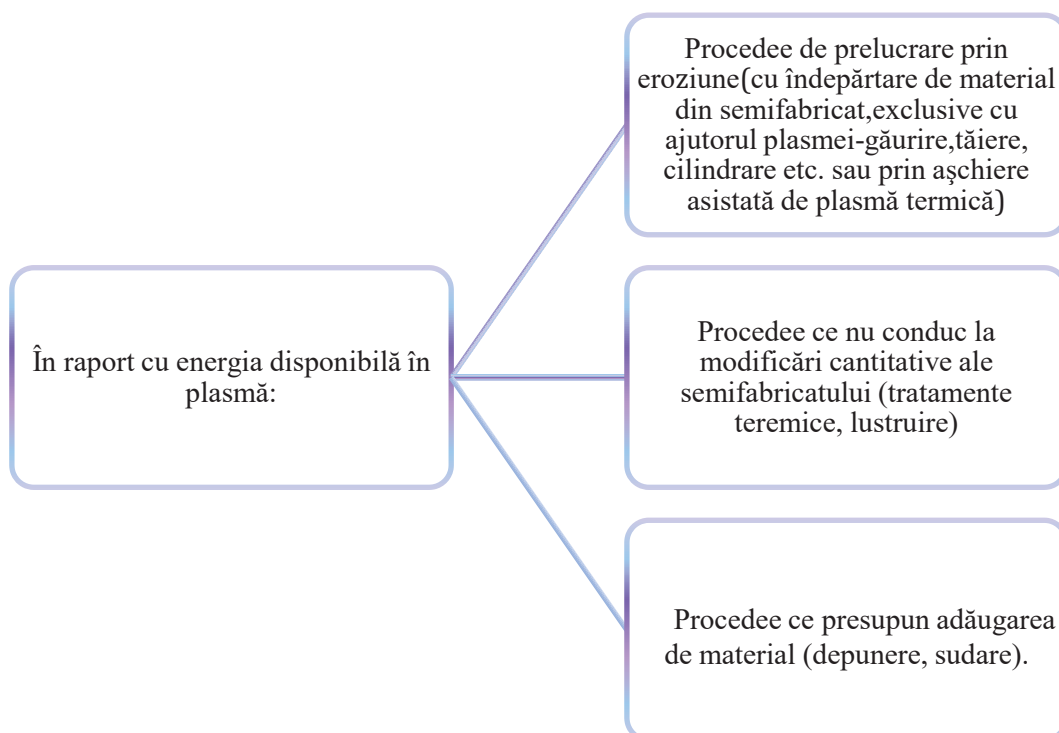 În raport cu energia disponibilă în
plasmă:
Procedee de prelucrare prin
eroziune(cu îndepărtare de material
din semifabricat,exclusive cu
ajutorul plasmei-găurire,tăiere,
cilindrare etc. sau prin aşchiere
asistată de plasmă termică)
Procedee ce nu conduc la
modificări cantitative ale
semifabricatului (tratamente
teremice, lustruire)
Procedee ce presupun adăugarea
de material (depunere, sudare).